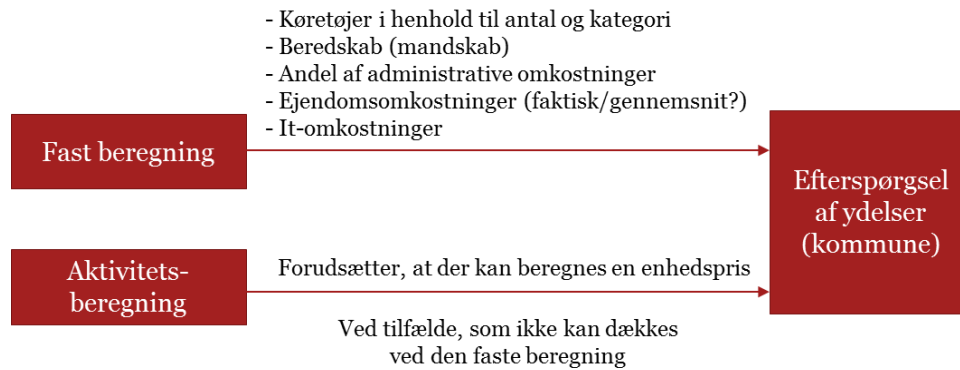 - Køretøjer i henhold til antal og kategori
- Beredskab (mandskab)
- Andel af administrative omkostninger
- Ejendomsomkostninger (faktisk/gennemsnit?)
- It-omkostninger
Fast beregning
Efterspørgsel
af ydelser
(kommune)
Aktivitets-
beregning
Forudsætter, at der kan beregnes en enhedspris
Ved tilfælde, som ikke kan dækkes
ved den faste beregning